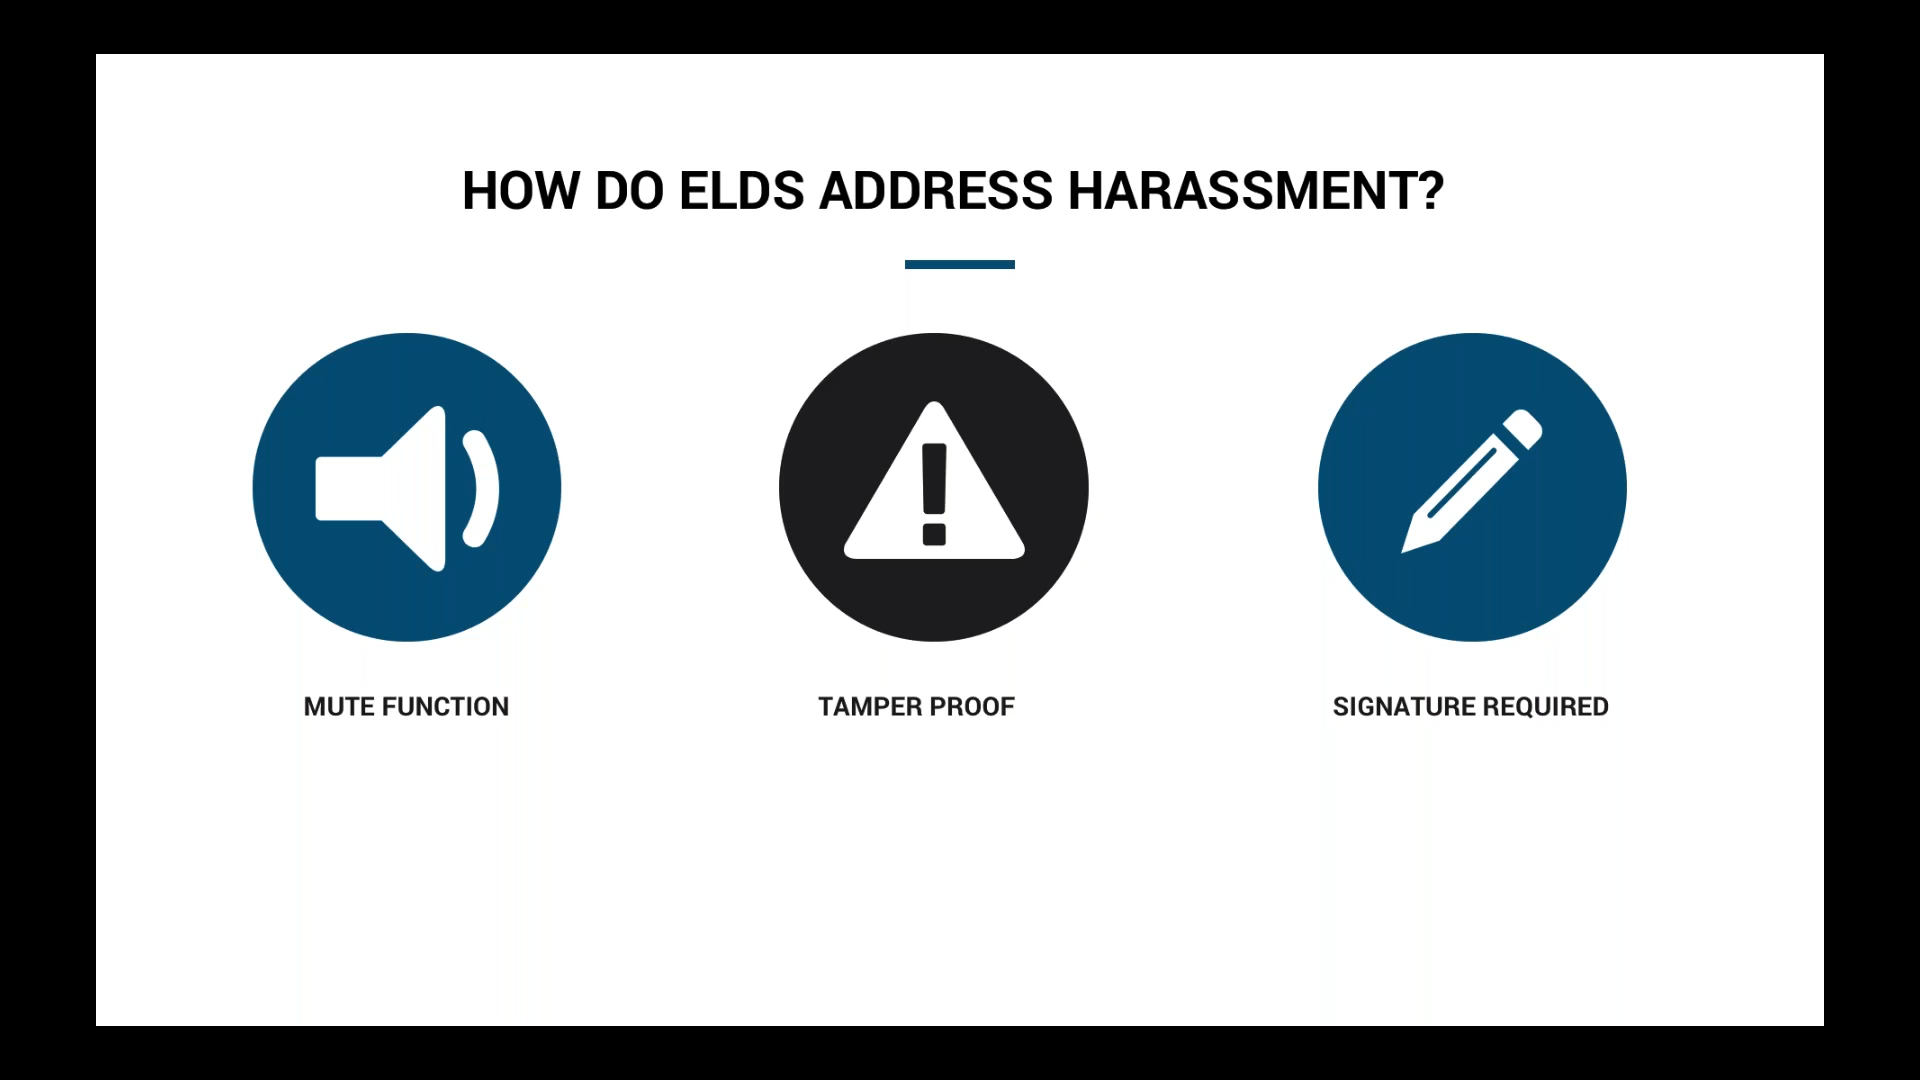 HOW DO ELDS ADDRESS HARASSMENT?
MUTE FUNCTION
TAMPER PROOF
SIGNATURE REQUIRED